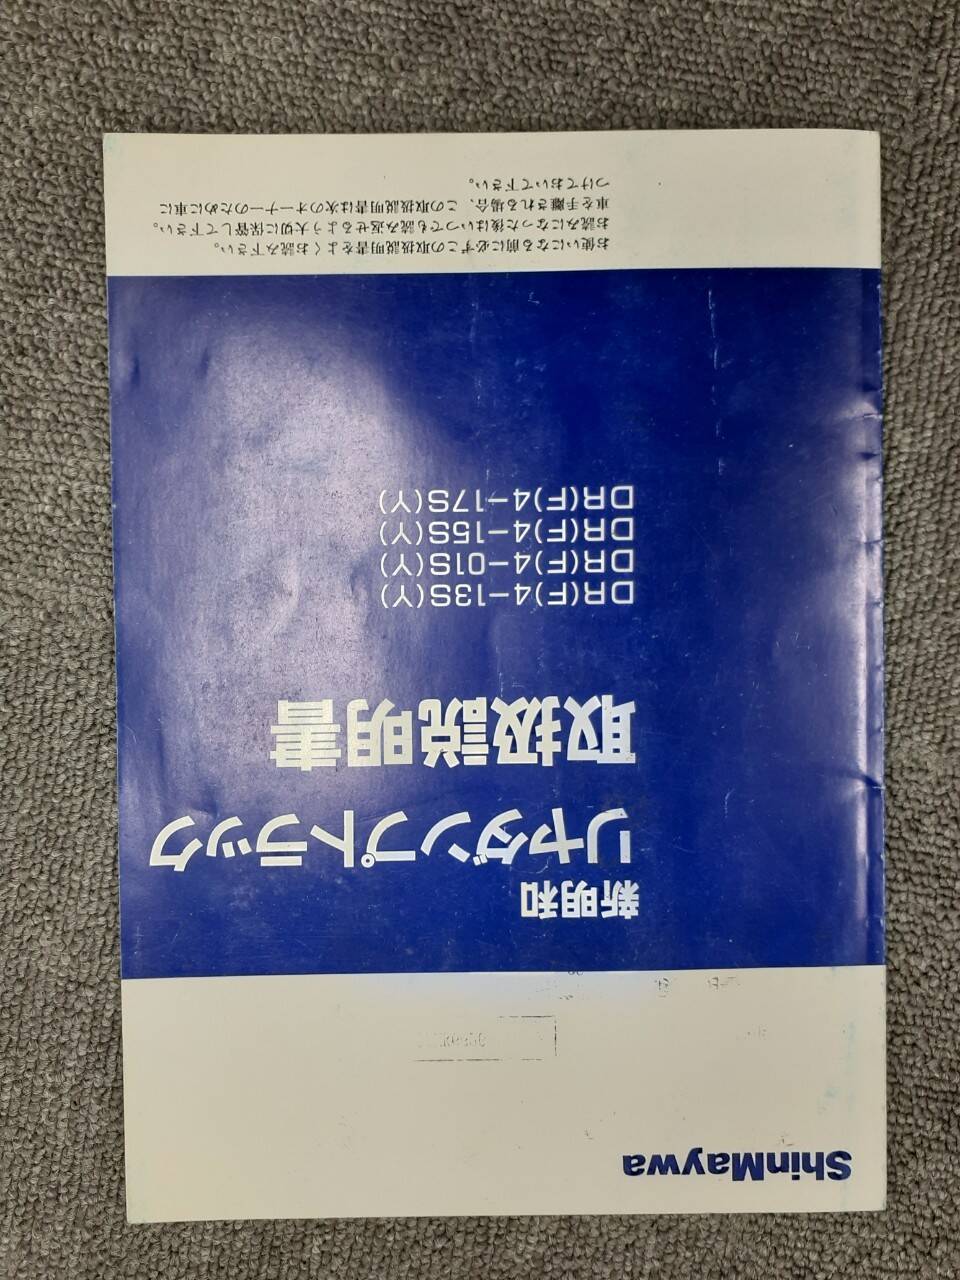 ShinMaywa
新明和
リヤダンプトラック
取扱説明書
DR(F)4-13S(Y)
DR(F)4-01S(Y)
DR(F)4-15S(Y)
DR(F)4-17S(Y)
お使いになる前に必ずこの取扱説明書をよくお読み下さい。
お読みになった後はいつでも読み返せるよう大切に保管して下さい。
車を手離される場合、この取扱説明書は次のオーナーのために車に
つけておいて下さい。